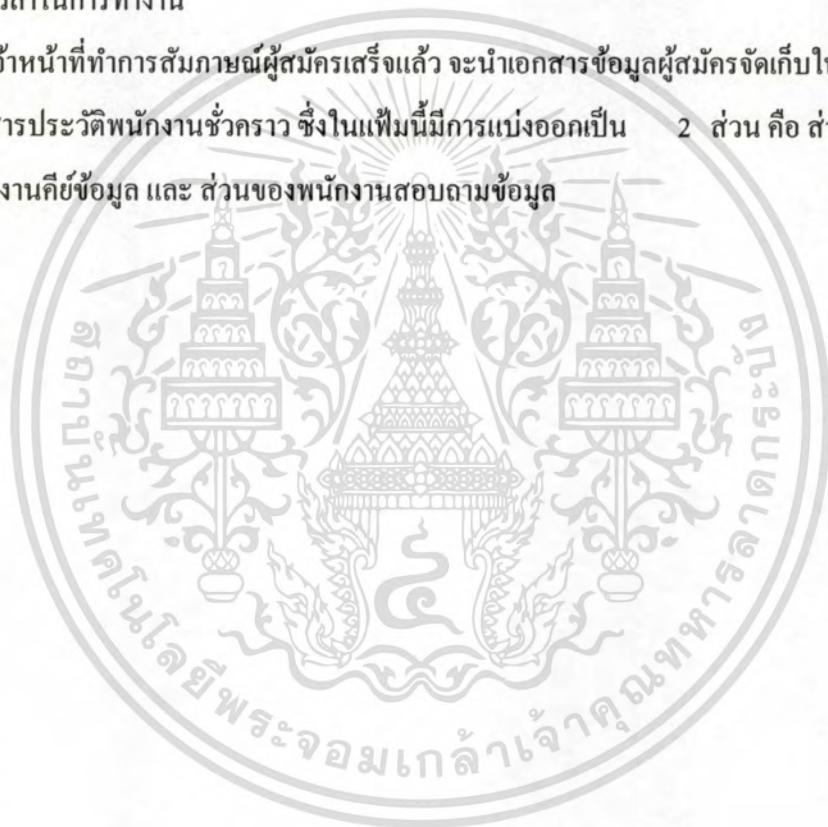 ลาในการทำงาน
จ้าหน้าที่ทำการสัมภาษณ์ผู้สมัครเสร็จแล้ว จะนำเอกสารข้อมูลผู้สมัครจัดเก็บใ
ารประวัติพนักงานชั่วคราว ซึ่งในแฟ้มนี้มีการแบ่งออกเป็น 2 ส่วน คือ ส่
งานคีย์ข้อมูล และ ส่วนของพนักงานสอบถามข้อมูล
สถาบันเทคโนโลยีพระจอมเกล้าเจ้าคุณทหารลาดกระบัง